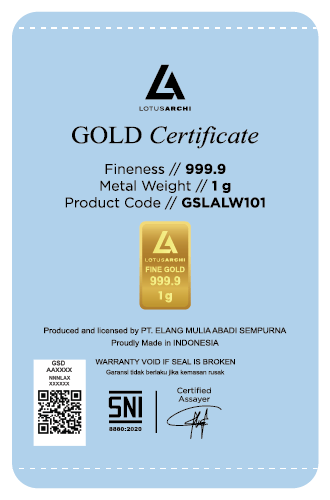 LOTUSARCHI
GOLD Certificate
Fineness // 999.9
Metal Weight // 1 g
Product Code // GSLALW101
LOTUSARCHI
FINE GOLD
999.9
1g
Produced and licensed by PT. ELANG MULIA ABADI SEMPURNA
Proudly Made in INDONESIA
WARRANTY VOID IF SEAL IS BROKEN
Garansi tidak berlaku jika kemasan rusak
GSD
AAXXXX
NNNLAX
XXXXXX
SNI
8880:2020
Certified
Assayer